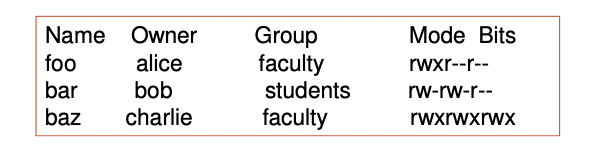 Name Owner Group Mode Bits
foo alice faculty rwxr--r--
bar bob students rw-rw-r--
baz charlie faculty rwxrwxrwx